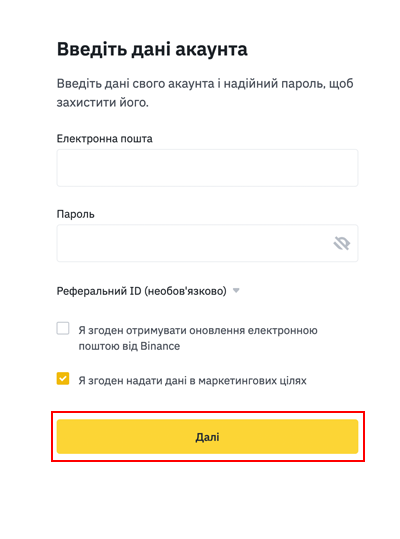 Введіть дані акаунта
Введіть дані свого акаунта і надійний пароль, щоб
захистити його.
Електронна пошта
Пароль
Реферальний ID (необов'язково)
Я згоден отримувати оновлення електронною
поштою від Binance
Я згоден надати дані в маркетингових цілях
Далі